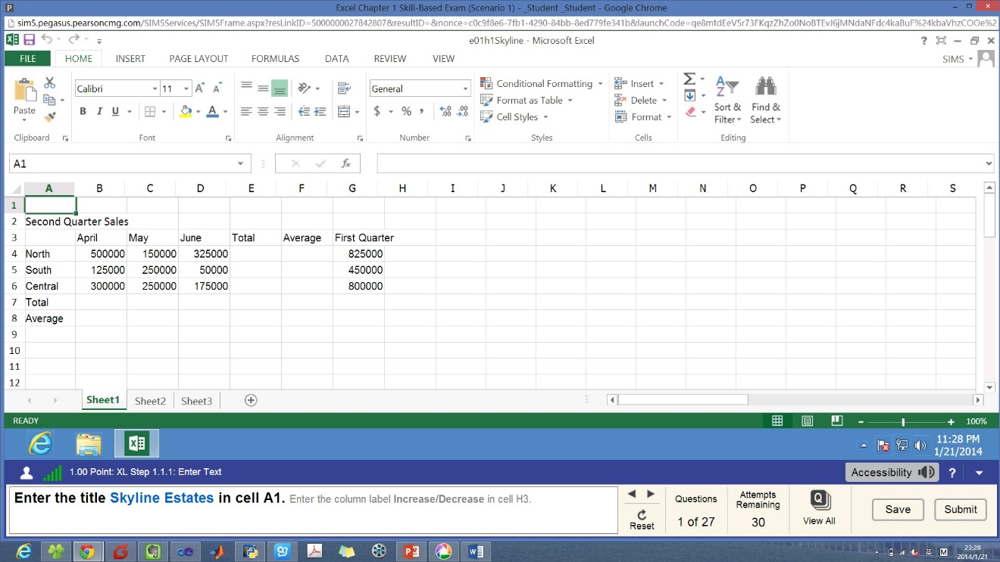 Excel Chapter 1 Skill-Based Exam (Scenario 1) - _Student _Student - Google Chrome
sim5.pegasus.pearsoncmg.com/SIM5Services/SIM5Frame.aspx?resLinkID=500000000278428078&resultID=&nonce=c0c9f8e6-7fb1-4290-84bb-8ed779fe341b&launchCode=qe8mtdEeV5r73FKqzZhZo0NoBTEvJ6jMNdaNFdc4kaBuF%24kbaVhzCOOe%2
e01h1Skyline - Microsoft Excel
FILE HOME INSERT PAGE LAYOUT FORMULAS DATA REVIEW VIEW SIMS
Calibri 11 General Conditional Formatting Insert
Paste B I U $ % Format as Table Delete Sort & Find &
Cell Styles Format Filter Select
Clipboard Font Alignment Number Styles Cells Editing
A1 fx
A B C D E F G H I J K L M N O P Q R S
1
2 Second Quarter Sales
3 April May June Total Average First Quarter
4 North 500000 150000 325000 825000
5 South 125000 250000 50000 450000
6 Central 300000 250000 175000 800000
7 Total
8 Average
9
10
11
12
Sheet1 Sheet2 Sheet3
READY 100%
11:28 PM
1/21/2014
1.00 Point: XL Step 1.1.1: Enter Text Accessibility ?
Enter the title Skyline Estates in cell A1. Enter the column label Increase/Decrease in cell H3.
Reset
Questions
1 of 27
Attempts
Remaining
30
Q
View All
Save
Submit
23:28
2014/1/21